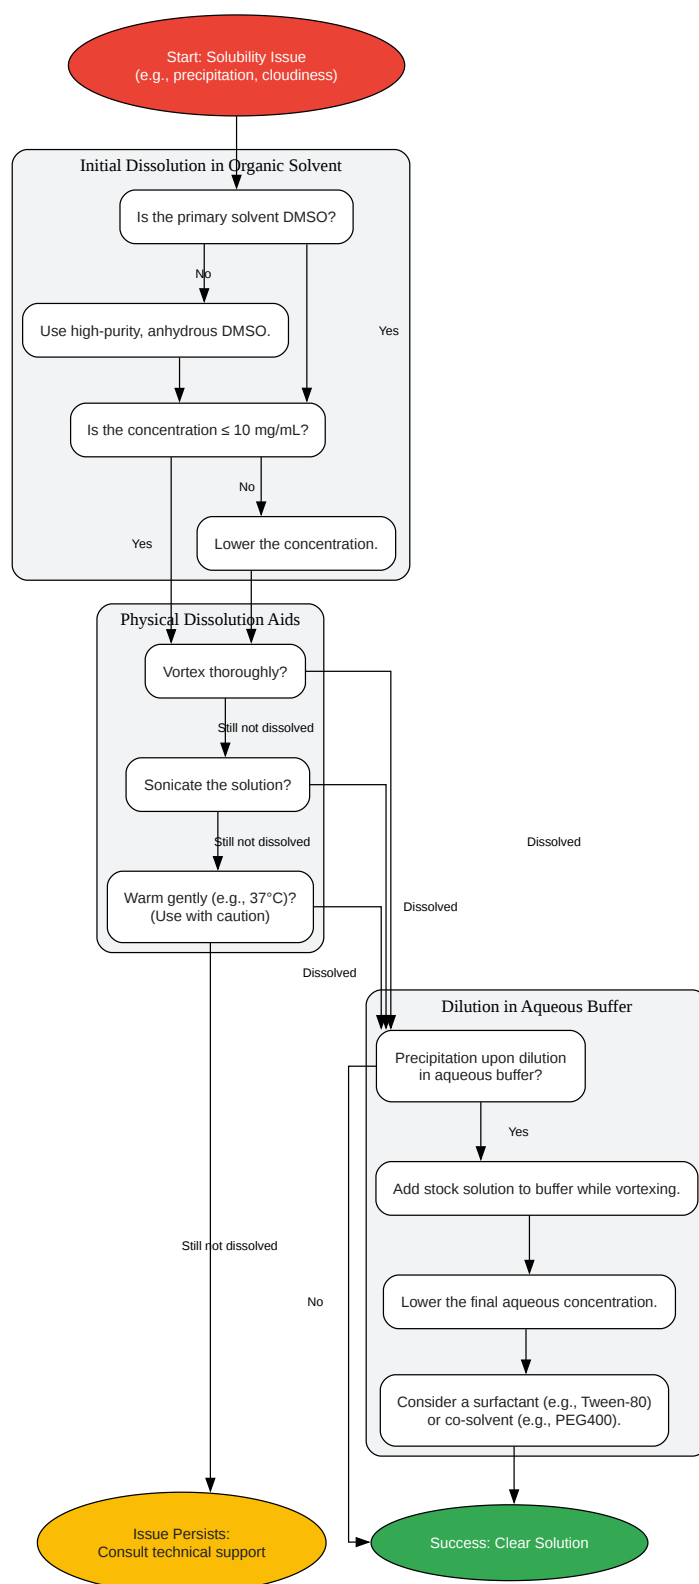 Start: Solubility Issue
(e.g., precipitation, cloudiness)
Initial Dissolution in Organic Solvent
Is the primary solvent DMSO?
No
Use high-purity, anhydrous DMSO.
Yes
Is the concentration ≤ 10 mg/mL?
No
Yes
Lower the concentration.
Physical Dissolution Aids
Vortex thoroughly?
Still not dissolved
Sonicate the solution?
Still not dissolved
Dissolved
Warm gently (e.g., 37°C)?
(Use with caution)
Dissolved
Dissolved
Dilution in Aqueous Buffer
Precipitation upon dilution
in aqueous buffer?
Yes
Add stock solution to buffer while vortexing.
Still not dissolved
No
Lower the final aqueous concentration.
Consider a surfactant (e.g., Tween-80)
or co-solvent (e.g., PEG400).
Issue Persists:
Consult technical support
Success: Clear Solution